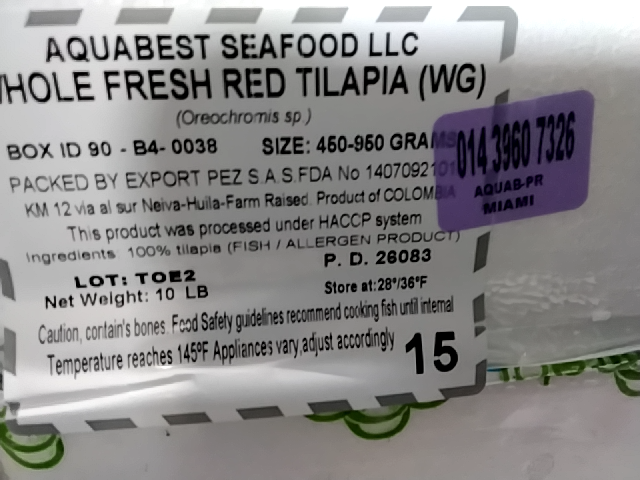 AQUABEST SEAFOOD LLC
WHOLE FRESH RED TILAPIA (WG)
(Oreochromis sp.)
BOX ID 90 - B4- 0038 SIZE: 450-950 GRAMS
PACKED BY EXPORT PEZ S.A.S.FDA No 1407092101
KM 12 via al sur Neiva-Huila-Farm Raised. Product of COLOMBIA
This product was processed under HACCP system
Ingredients: 100% tilapia (FISH / ALLERGEN PRODUCT)
P. D. 26083
LOT: TOE2
Net Weight: 10 LB
Store at:28°/36°F
Caution, contain's bones. Food Safety guidelines recommend cooking fish until internal
Temperature reaches 145°F Appliances vary,adjust accordingly
15
014 3960 7326
AQUAB-PR
MIAMI